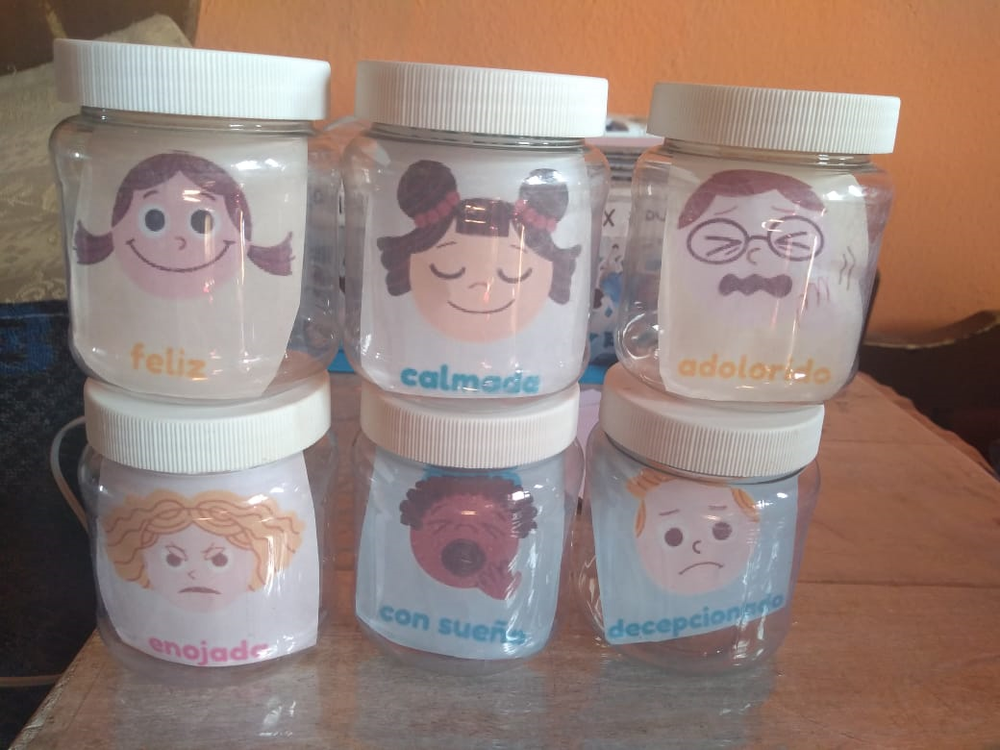 feliz
calmada
adolorido
enojada
con sueño
decepcionado
X